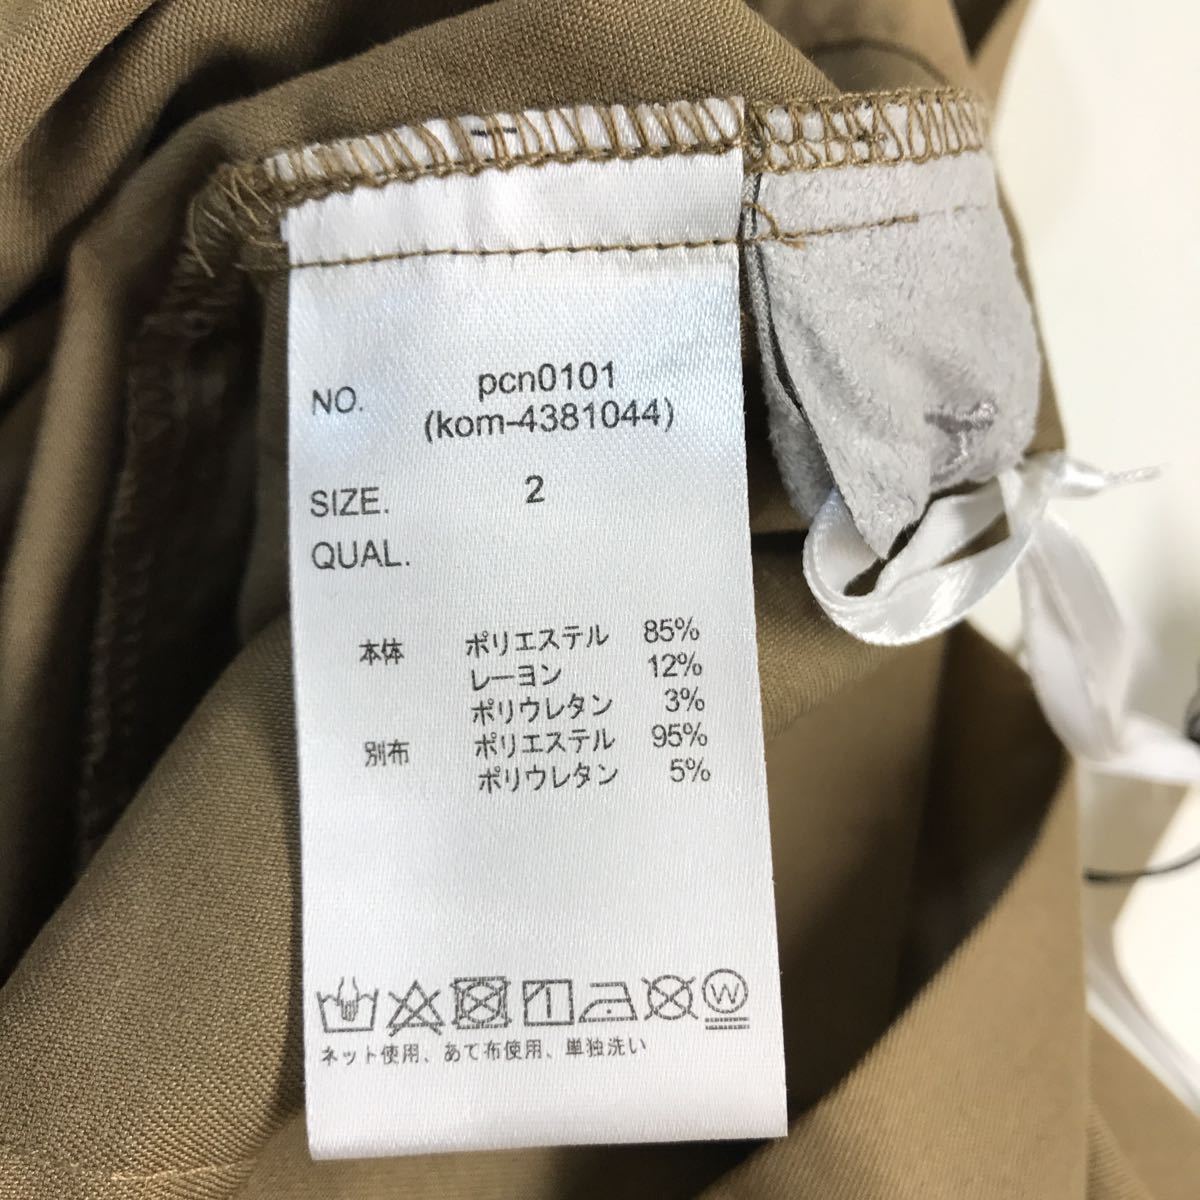 NO. pcn0101
(kom-4381044)
SIZE. 2
QUAL.
本体 ポリエステル 85%
レーヨン 12%
ポリウレタン 3%
別布 ポリエステル 95%
ポリウレタン 5%
W
ネット使用、あて布使用、単独洗い